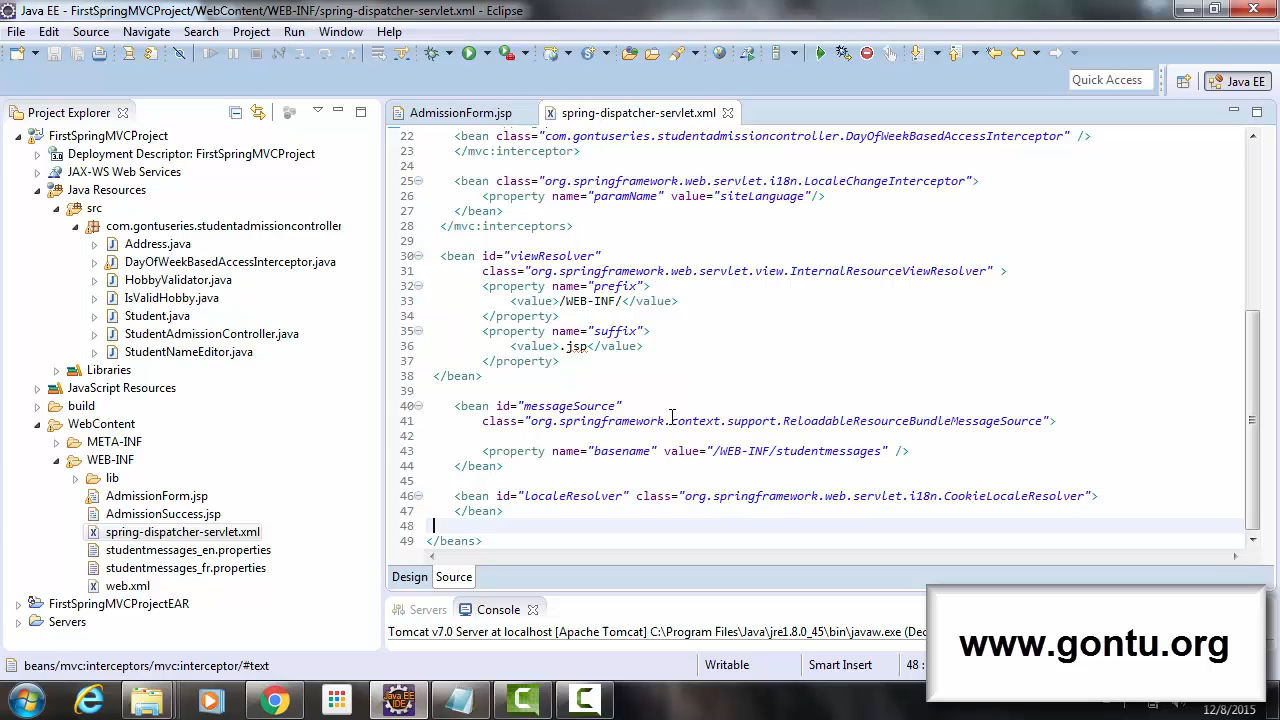 Java EE - FirstSpringMVCProject/WebContent/WEB-INF/spring-dispatcher-servlet.xml - Eclipse
File Edit Source Navigate Search Project Run Window Help
Quick Access Java EE
Project Explorer
FirstSpringMVCProject
Deployment Descriptor: FirstSpringMVCProject
JAX-WS Web Services
Java Resources
src
com.gontuseries.studentadmissioncontroller
Address.java
DayOfWeekBasedAccessInterceptor.java
HobbyValidator.java
IsValidHobby.java
Student.java
StudentAdmissionController.java
StudentNameEditor.java
Libraries
JavaScript Resources
build
WebContent
META-INF
WEB-INF
lib
AdmissionForm.jsp
AdmissionSuccess.jsp
spring-dispatcher-servlet.xml
studentmessages_en.properties
studentmessages_fr.properties
web.xml
FirstSpringMVCProjectEAR
Servers
AdmissionForm.jsp spring-dispatcher-servlet.xml
22 <bean class="com.gontuseries.studentadmissioncontroller.DayOfWeekBasedAccessInterceptor" />
23 </mvc:interceptor>
24
25 <bean class="org.springframework.web.servlet.i18n.LocaleChangeInterceptor">
26 <property name="paramName" value="siteLanguage"/>
27 </bean>
28 </mvc:interceptors>
29
30 <bean id="viewResolver"
31 class="org.springframework.web.servlet.view.InternalResourceViewResolver" >
32 <property name="prefix">
33 <value>/WEB-INF/</value>
34 </property>
35 <property name="suffix">
36 <value>.jsp</value>
37 </property>
38 </bean>
39
40 <bean id="messageSource"
41 class="org.springframework.context.support.ReloadableResourceBundleMessageSource">
42
43 <property name="basename" value="/WEB-INF/studentmessages" />
44 </bean>
45
46 <bean id="localeResolver" class="org.springframework.web.servlet.i18n.CookieLocaleResolver">
47 </bean>
48
49 </beans>
Design Source
Servers Console
Tomcat v7.0 Server at localhost [Apache Tomcat] C:\Program Files\Java\jre1.8.0_45\bin\javaw.exe (Dec
beans/mvc:interceptors/mvc:interceptor/#text Writable Smart Insert 48 :
www.gontu.org
Java EE
IDE
12/8/2015